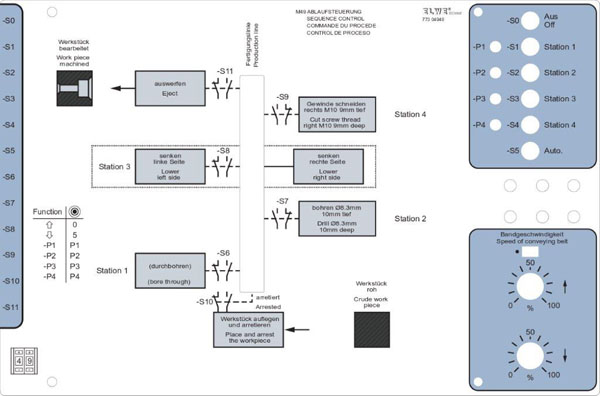 -S0
-S1
-S2
-S3
-S4
-S5
-S6
-S7
-S8
-S9
-S10
-S11
Werkstück
bearbeitet
Work piece
machined
auswerfen
Eject
-S11
Fertigungslinie
Production line
M49 ABLAUFSTEUERUNG
SEQUENCE CONTROL
COMMANDE DU PROCEDE
CONTROL DE PROCESO
773 04949
-S9
Gewinde schneiden
rechts M10 9mm tief
Cut screw thread
right M10 9mm deep
Station 4
Station 3
senken
linke Seite
Lower
left side
-S8
senken
rechte Seite
Lower
right side
-S7
bohren Ø8.3mm
10mm tief
Drill Ø8.3mm
10mm deep
Station 2
Function
0
5
-P1 P1
-P2 P2
-P3 P3
-P4 P4
Station 1
(durchbohren)
(bore through)
-S6
-S10
arretiert
Arrested
Werkstück auflegen
und arretieren
Place and arrest
the workpiece
Werkstück
roh
Crude work
piece
4 9
-S0 Aus
Off
-P1 -S1 Station 1
-P2 -S2 Station 2
-P3 -S3 Station 3
-P4 -S4 Station 4
-S5 Auto.
Bandgeschwindigkeit
Speed of conveying belt
50
0 % 100
50
0 % 100